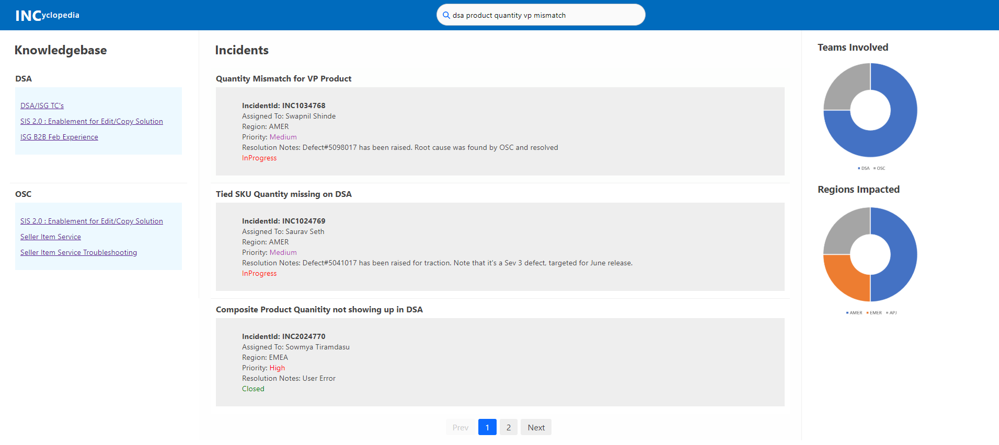 INCyclopedia
dsa product quantity vp mismatch
Knowledgebase
DSA
DSA/ISG TC's
SIS 2.0 : Enablement for Edit/Copy Solution
ISG B2B Feb Experience
OSC
SIS 2.0 : Enablement for Edit/Copy Solution
Seller Item Service
Seller Item Service Troubleshooting
Incidents
Quantity Mismatch for VP Product
IncidentId: INC1034768
Assigned To: Swapnil Shinde
Region: AMER
Priority: Medium
Resolution Notes: Defect#5098017 has been raised. Root cause was found by OSC and resolved
InProgress
Tied SKU Quantity missing on DSA
IncidentId: INC1024769
Assigned To: Saurav Seth
Region: AMER
Priority: Medium
Resolution Notes: Defect#5041017 has been raised for traction. Note that it's a Sev 3 defect, targeted for June release.
InProgress
Composite Product Quanitity not showing up in DSA
IncidentId: INC2024770
Assigned To: Sowmya Tiramdasu
Region: EMEA
Priority: High
Resolution Notes: User Error
Closed
Prev 1 2 Next
Teams Involved
DSA OSC
Regions Impacted
AMER EMER APJ